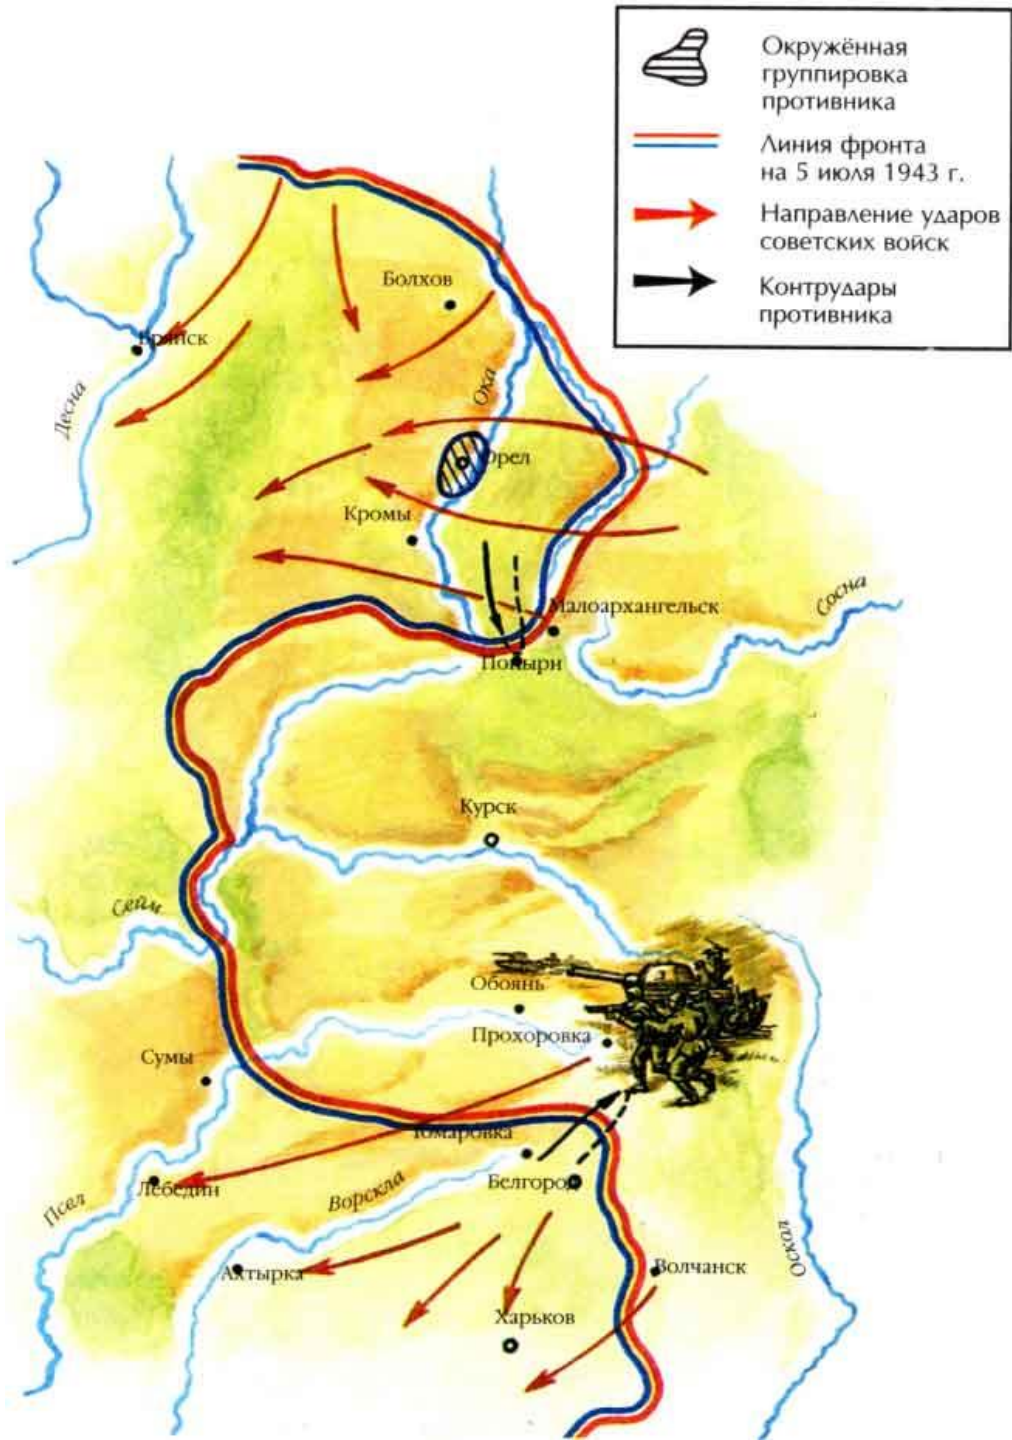 Окружённая
группировка
противника
Линия фронта
на 5 июля 1943 г.
Направление ударов
советских войск
Контрудары
противника
Болхов
Брянск
Десна
Ока
Орел
Кромы
Малоархангельск
Сосна
Поныри
Курск
Сейм
Обоянь
Прохоровка
Сумы
Томаровка
Белгород
Лебедин
Ворскла
Псел
Оскол
Ахтырка
Волчанск
Харьков